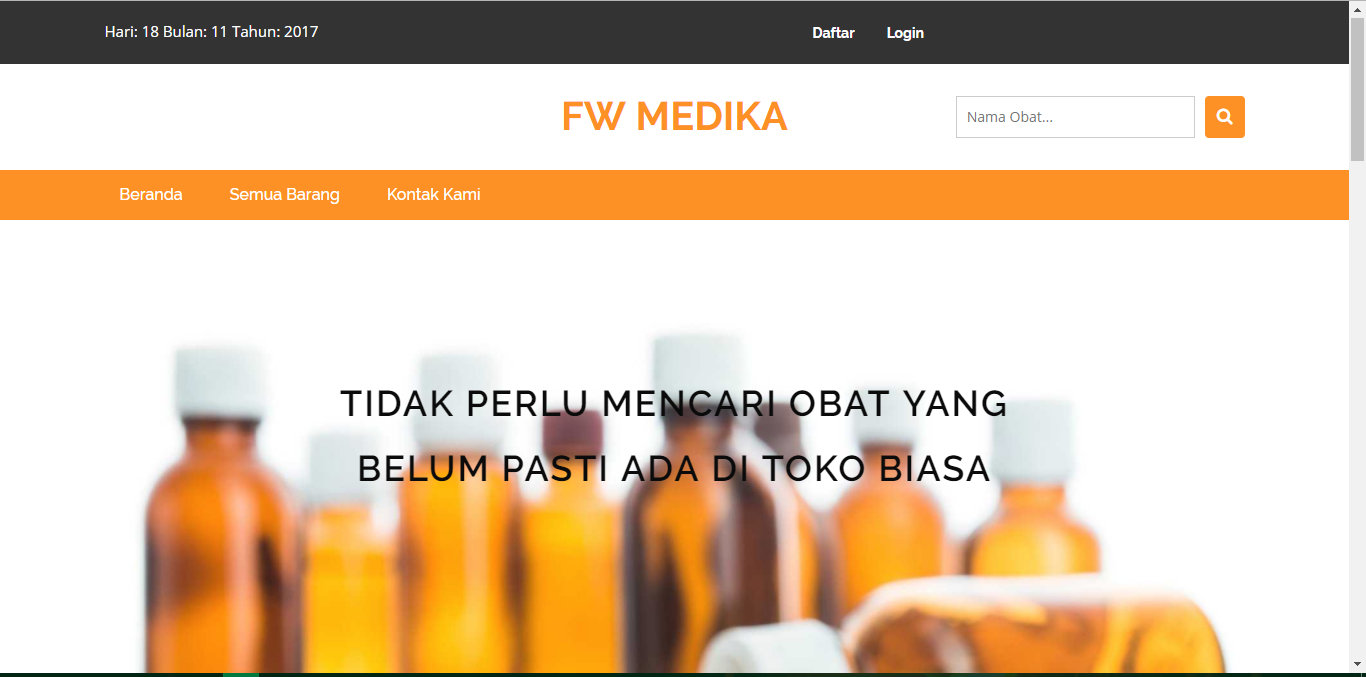 Hari: 18 Bulan: 11 Tahun: 2017
Daftar
Login
FW MEDIKA
Nama Obat...
Beranda
Semua Barang
Kontak Kami
TIDAK PERLU MENCARI OBAT YANG
BELUM PASTI ADA DI TOKO BIASA